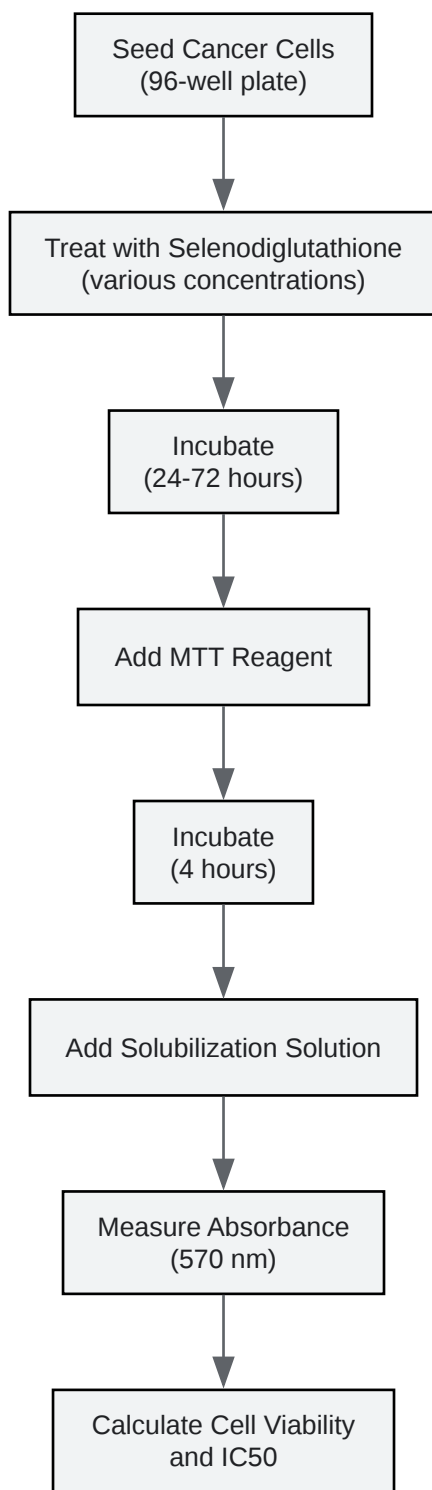 Seed Cancer Cells
(96-well plate)
Treat with Selenodiglutathione
(various concentrations)
Incubate
(24-72 hours)
Add MTT Reagent
Incubate
(4 hours)
Add Solubilization Solution
Measure Absorbance
(570 nm)
Calculate Cell Viability
and IC50